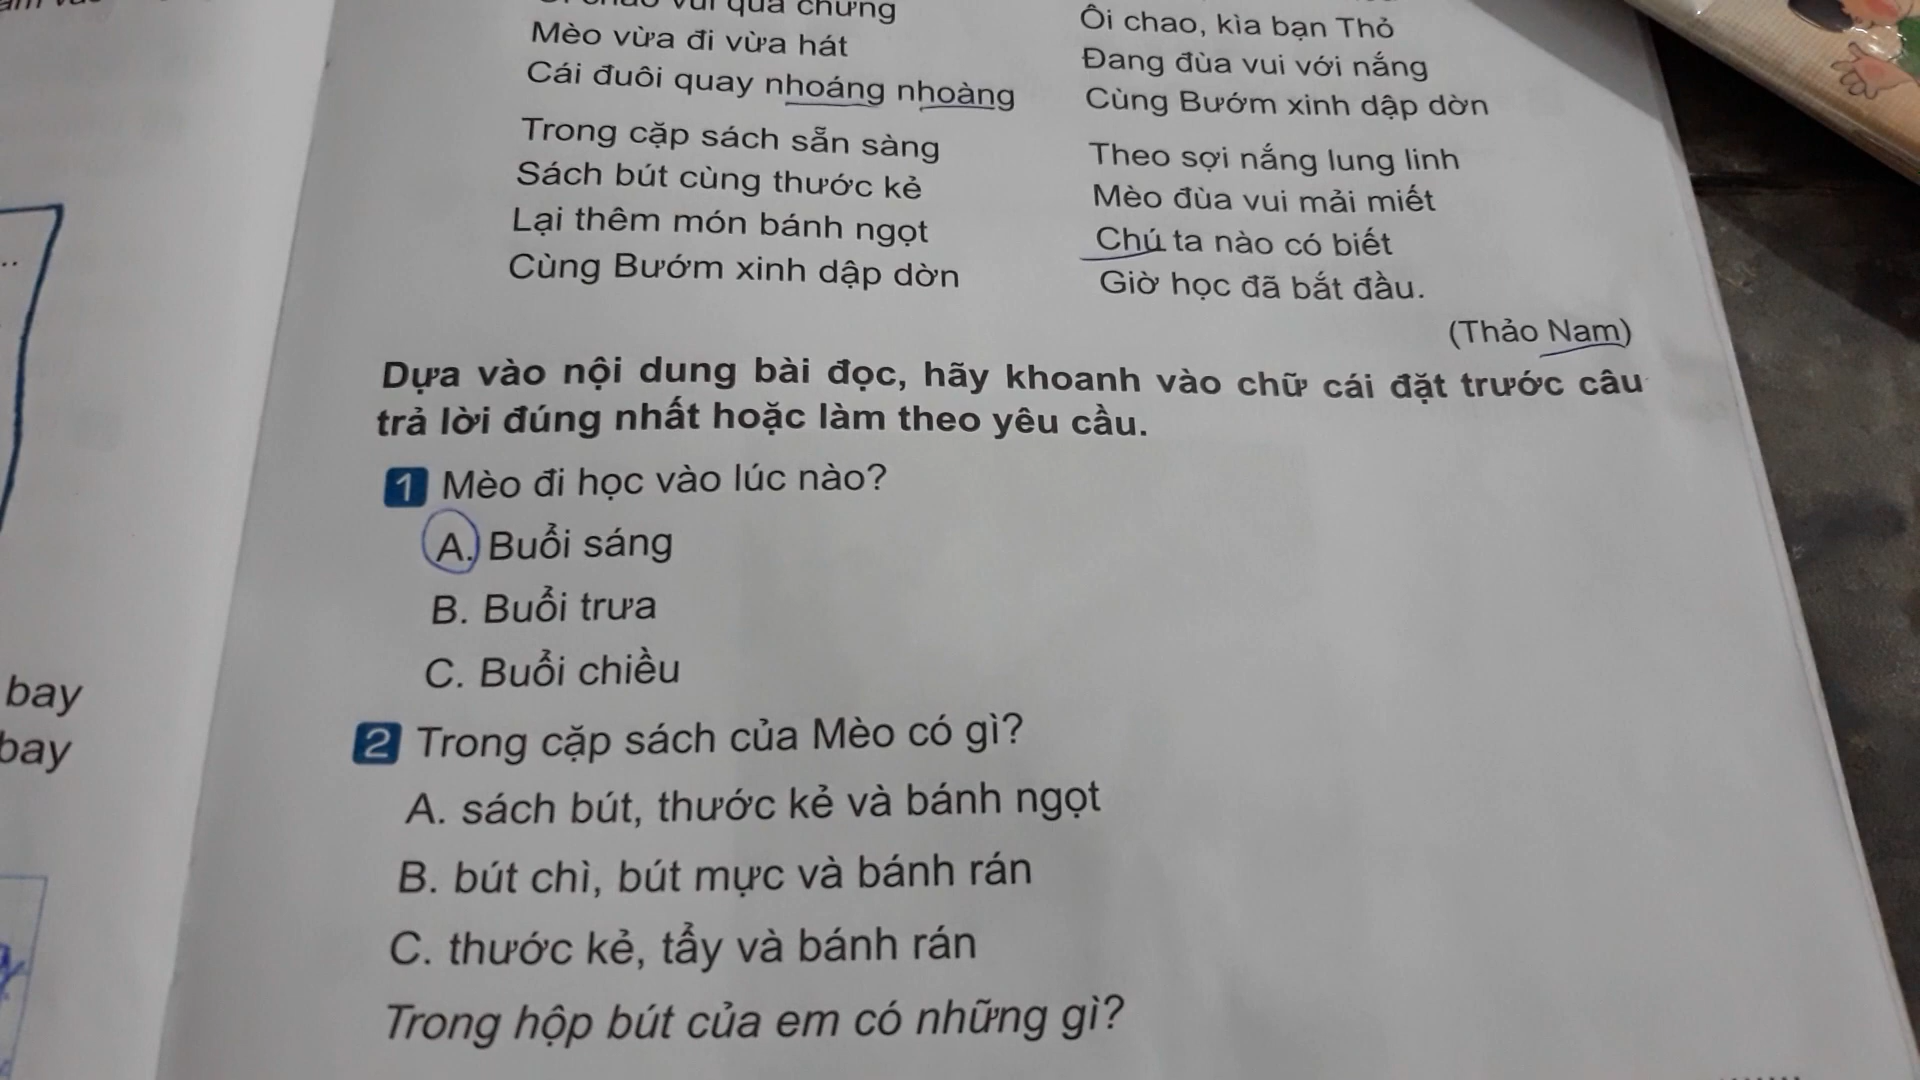 vui quá chừng
Mèo vừa đi vừa hát
Cái đuôi quay nhoáng nhoàng
Trong cặp sách sẵn sàng
Sách bút cùng thước kẻ
Lại thêm món bánh ngọt
Cùng Bướm xinh dập dờn
Ôi chao, kìa bạn Thỏ
Đang đùa vui với nắng
Cùng Bướm xinh dập dờn
Theo sợi nắng lung linh
Mèo đùa vui mải miết
Chú ta nào có biết
Giờ học đã bắt đầu.
(Thảo Nam)
Dựa vào nội dung bài đọc, hãy khoanh vào chữ cái đặt trước câu
trả lời đúng nhất hoặc làm theo yêu cầu.
1 Mèo đi học vào lúc nào?
A. Buổi sáng
B. Buổi trưa
C. Buổi chiều
2 Trong cặp sách của Mèo có gì?
A. sách bút, thước kẻ và bánh ngọt
B. bút chì, bút mực và bánh rán
C. thước kẻ, tẩy và bánh rán
Trong hộp bút của em có những gì?
bay
bay